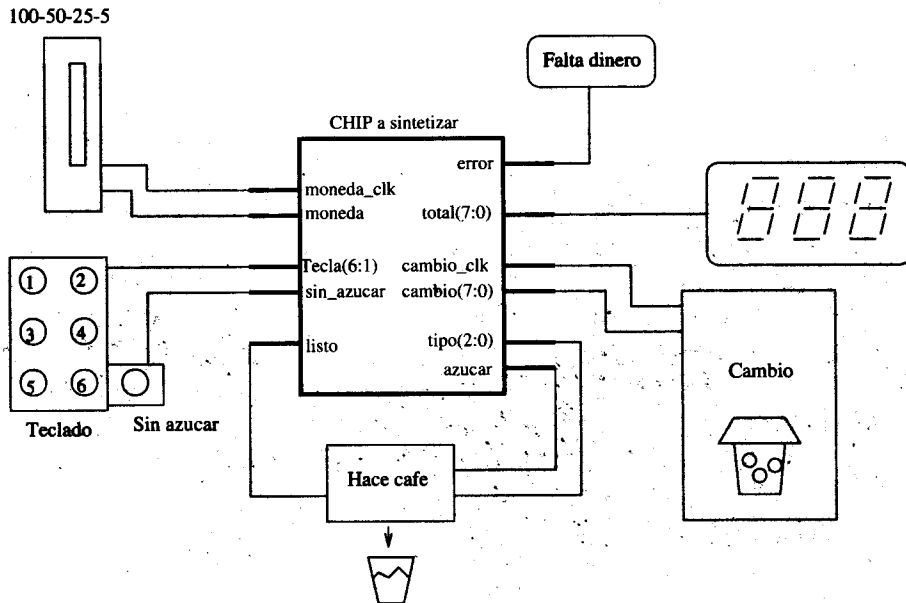 100-50-25-5
Falta dinero
CHIP a sintetizar
error
moneda_clk
moneda
total(7:0)
Tecla(6:1)
cambio_clk
sin_azucar
cambio(7:0)
listo
tipo(2:0)
azucar
1 2
3 4
5 6
Teclado
Sin azucar
Cambio
Hace cafe